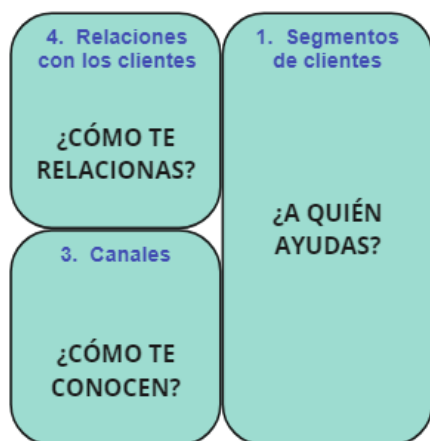 4. Relaciones
con los clientes
¿CÓMO TE
RELACIONAS?
3. Canales
¿CÓMO TE
CONOCEN?
1. Segmentos
de clientes
¿A QUIÉN
AYUDAS?